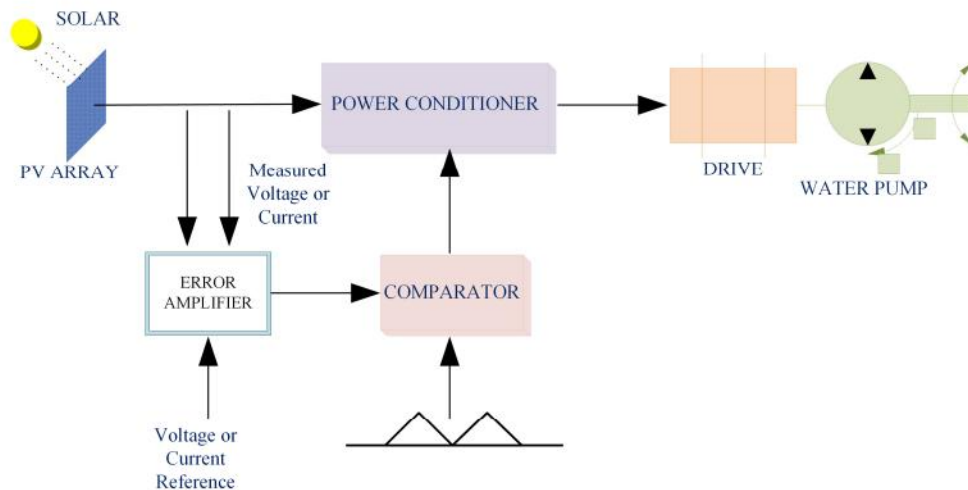 SOLAR
PV ARRAY
POWER CONDITIONER
DRIVE
WATER PUMP
Measured
Voltage or
Current
ERROR
AMPLIFIER
COMPARATOR
Voltage or
Current
Reference